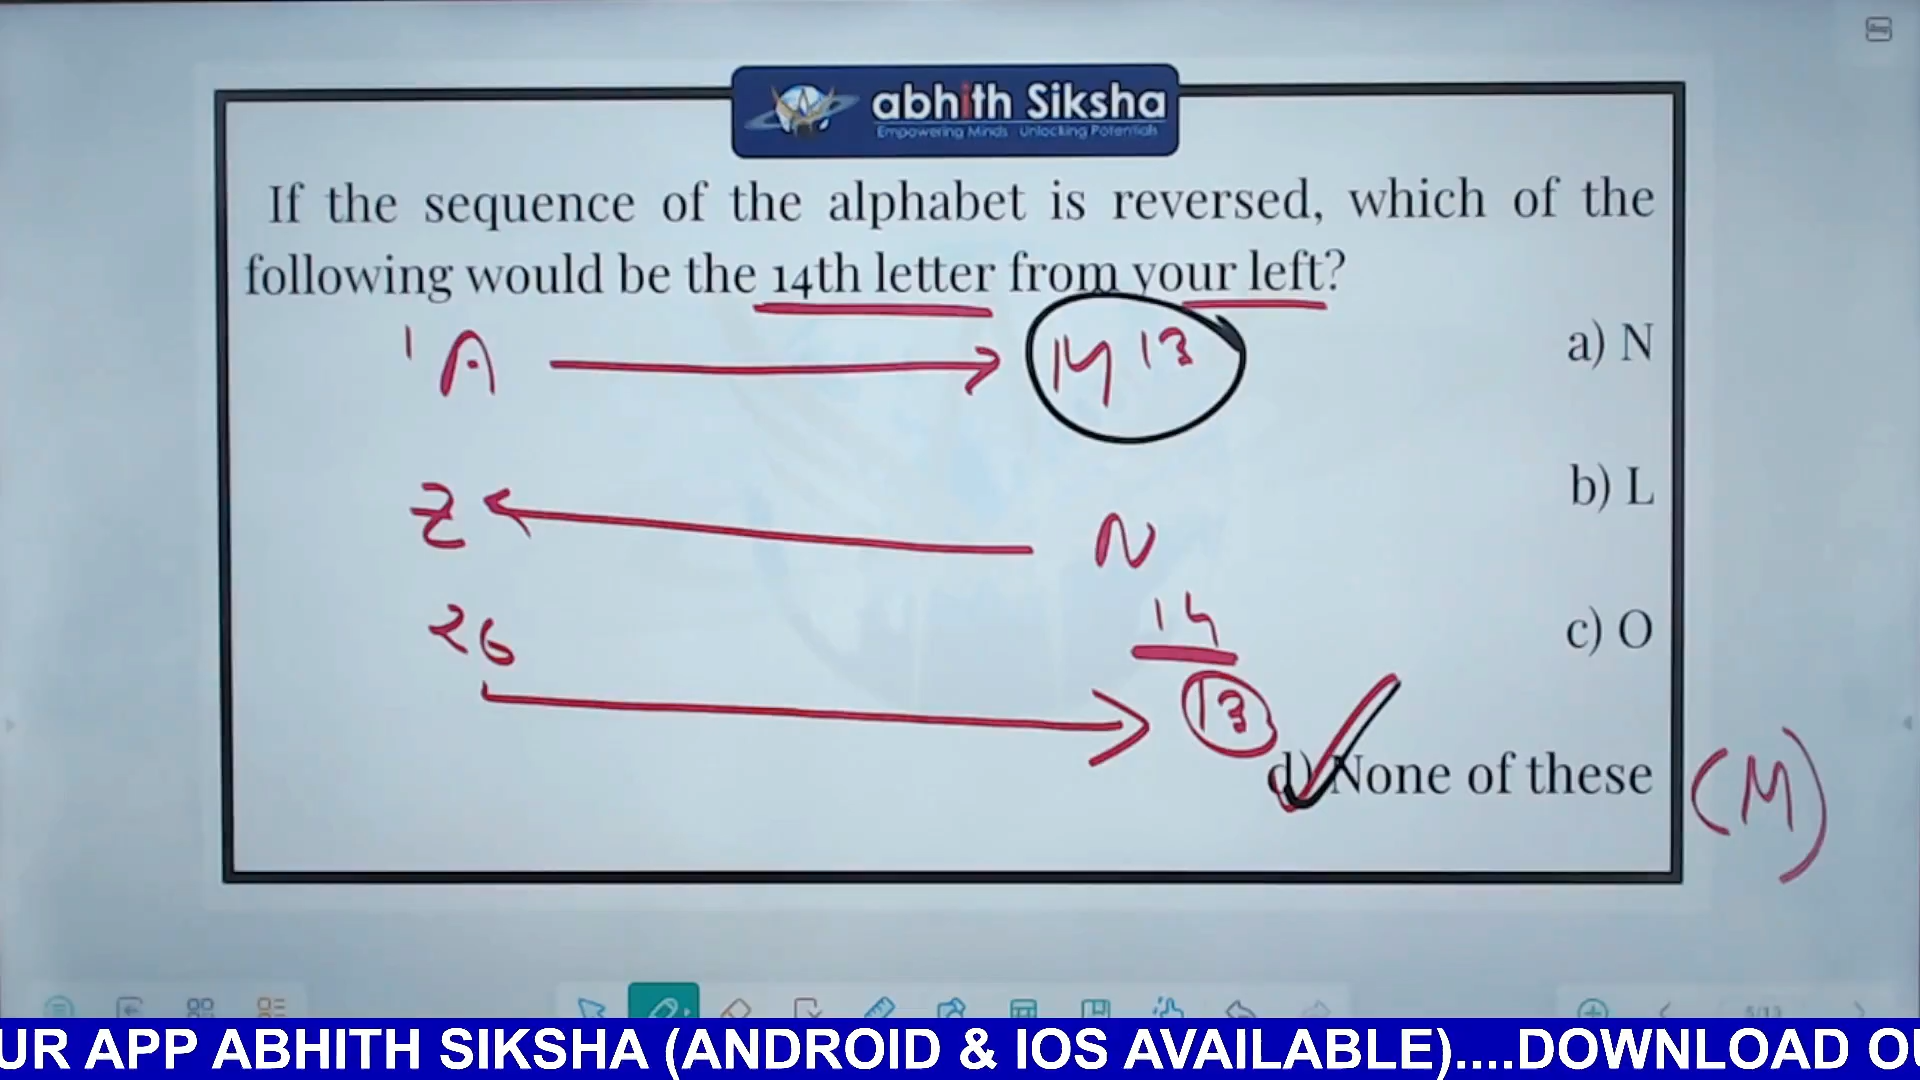 abhith Siksha
Empowering Minds Unlocking Potentials
If the sequence of the alphabet is reversed, which of the
following would be the 14th letter from your left?
1 A 14 13
a) N
b) L
Z N
26 14
c) O
13
d) None of these (M)
5/13
UR APP ABHITH SIKSHA (ANDROID & IOS AVAILABLE)....DOWNLOAD OU